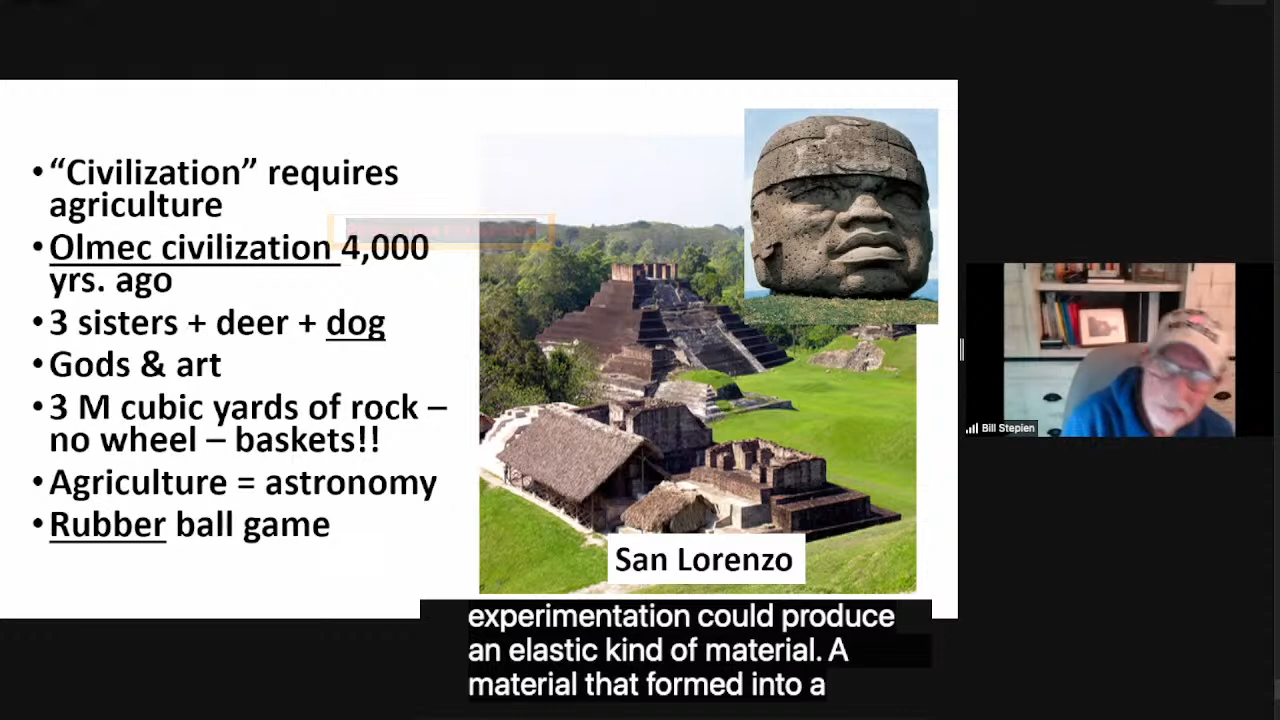 •“Civilization” requires
agriculture
•Olmec civilization 4,000
yrs. ago
•3 sisters + deer + dog
•Gods & art
•3 M cubic yards of rock –
no wheel – baskets!!
•Agriculture = astronomy
•Rubber ball game
San Lorenzo
Bill Stepien
experimentation could produce
an elastic kind of material. A
material that formed into a